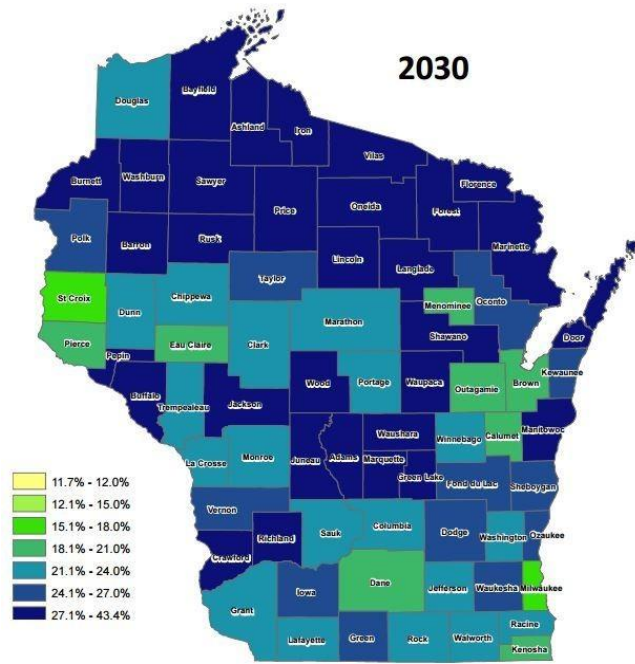 2030
Douglas
Bayfield
Ashland
Iron
Vilas
Florence
Burnett
Washburn
Sawyer
Price
Oneida
Forest
Marinette
Polk
Barron
Rusk
Lincoln
Langlade
Taylor
Oconto
Menominee
St Croix
Dunn
Chippewa
Marathon
Shawano
Door
Pierce
Pepin
Eau Claire
Clark
Kewaunee
Buffalo
Trempealeau
Jackson
Wood
Portage
Waupaca
Outagamie
Brown
La Crosse
Monroe
Juneau
Adams
Waushara
Marquette
Green Lake
Winnebago
Calumet
Manitowoc
Fond du Lac
Sheboygan
Vernon
Crawford
Richland
Sauk
Columbia
Dodge
Washington
Ozaukee
Grant
Iowa
Dane
Jefferson
Waukesha
Milwaukee
Lafayette
Green
Rock
Walworth
Racine
Kenosha
11.7% - 12.0%
12.1% - 15.0%
15.1% - 18.0%
18.1% - 21.0%
21.1% - 24.0%
24.1% - 27.0%
27.1% - 43.4%